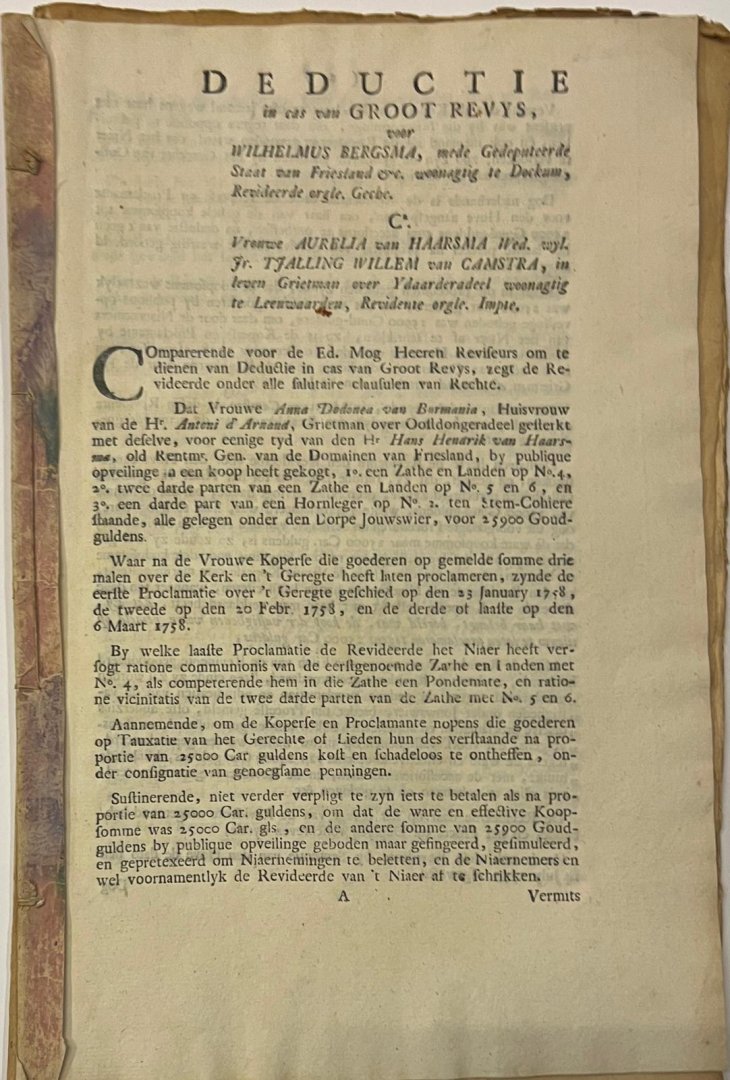 DEDUCTIE
in cas van GROOT REVYS,
voor
WILHELMUS BERGSMA, mede Gedeputeerde
Staat van Friesland &c. woonagtig te Dockum,
Revideerde orgle. Geche.
Ca.
Vrouwe AURELIA van HAARSMA Wed. wyl.
Jr. TJALLING WILLEM van CAMSTRA, in
leven Grietman over Ydaarderadeel woonagtig
te Leeuwaarden, Revidente orgle. Impte.
Comparerende voor de Ed. Mog Heeren Reviseurs om te
dienen van Deductie in cas van Groot Revys, zegt de Re-
videerde onder alle salutaire clausulen van Rechte.
Dat Vrouwe Anna Dodonea van Burmania, Huisvrouw
van de Hr. Antoni d'Arnaud, Grietman over Oostdongeradeel gesterkt
met deselve, voor eenige tyd van den Hr Hans Hendrik van Haars-
ma, old Rentmr. Gen. van de Domainen van Friesland, by publique
opveilinge in een koop heeft gekogt, 1o. een Zathe en Landen op No. 4,
2o. twee darde parten van een Zathe en Landen op No. 5 en 6, en
3o. een darde part van een Hornleger op No. 2. ten Stem-Cohiere
staande, alle gelegen onder den Dorpe Jouswier, voor 25900 Goud-
guldens.
Waar na de Vrouwe Koperse die goederen op gemelde somme drie
malen over de Kerk en 't Geregte heeft laten proclameren, zynde de
eerste Proclamatie over 't Geregte geschied op den 23 January 1758,
de tweede op den 20 Febr. 1758, en de derde of laaste op den
6 Maart 1758.
By welke laaste Proclamatie de Revideerde het Niaer heeft ver-
sogt ratione communionis van de eerstgenoemde Zathe en Landen met
No. 4, als competerende hem in die Zathe een Pondemate, en ratio-
ne vicinitatis van de twee darde parten van de Zathe met No. 5 en 6.
Aannemende, om de Koperse en Proclamante nopens die goederen
op Tauxatie van het Gerechte of Lieden hun des verstaande na pro-
portie van 25000 Car guldens kost en schadeloos te ontheffen, on-
der consignatie van genoegsame penningen.
Sustinerende, niet verder verpligt te zyn iets te betalen als na pro-
portie van 25000 Car. guldens, om dat de ware en effective Koop-
somme was 25000 Car. gls, en de andere somme van 25900 Goud-
guldens by publique opveilinge geboden maar gefingeerd, gesimuleerd,
en gepretexeerd om Njaernemingen te beletten, en de Niaernemers en
wel voornamentlyk de Revideerde van 't Niaer af te schrikken.
A Vermits